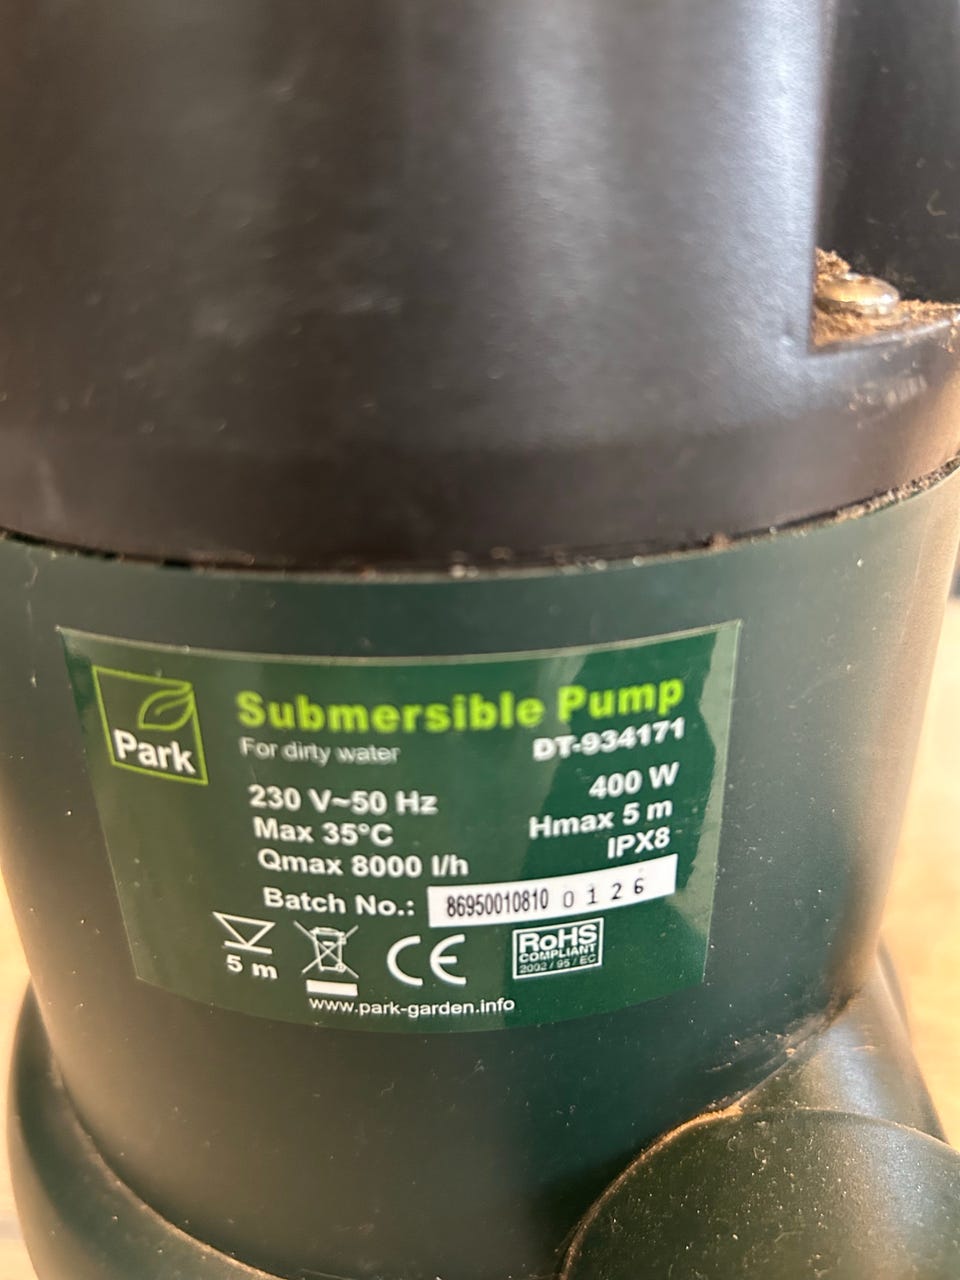 Park
Submersible Pump
For dirty water
DT-934171
230 V~50 Hz
400 W
Max 35°C
Hmax 5 m
Qmax 8000 l/h
IPX8
Batch No.: 86950010810 0126
5 m
CE
RoHS
COMPLIANT
2002 / 95 / EC
www.park-garden.info